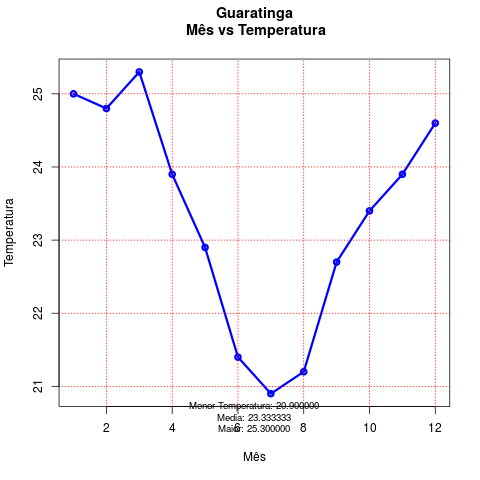 Guaratinga
Mês vs Temperatura
25
24
23
22
21
Temperatura
Menor Temperatura: 20.900000
Media: 23.333333
Maior: 25.300000
2 4 6 8 10 12
Mês